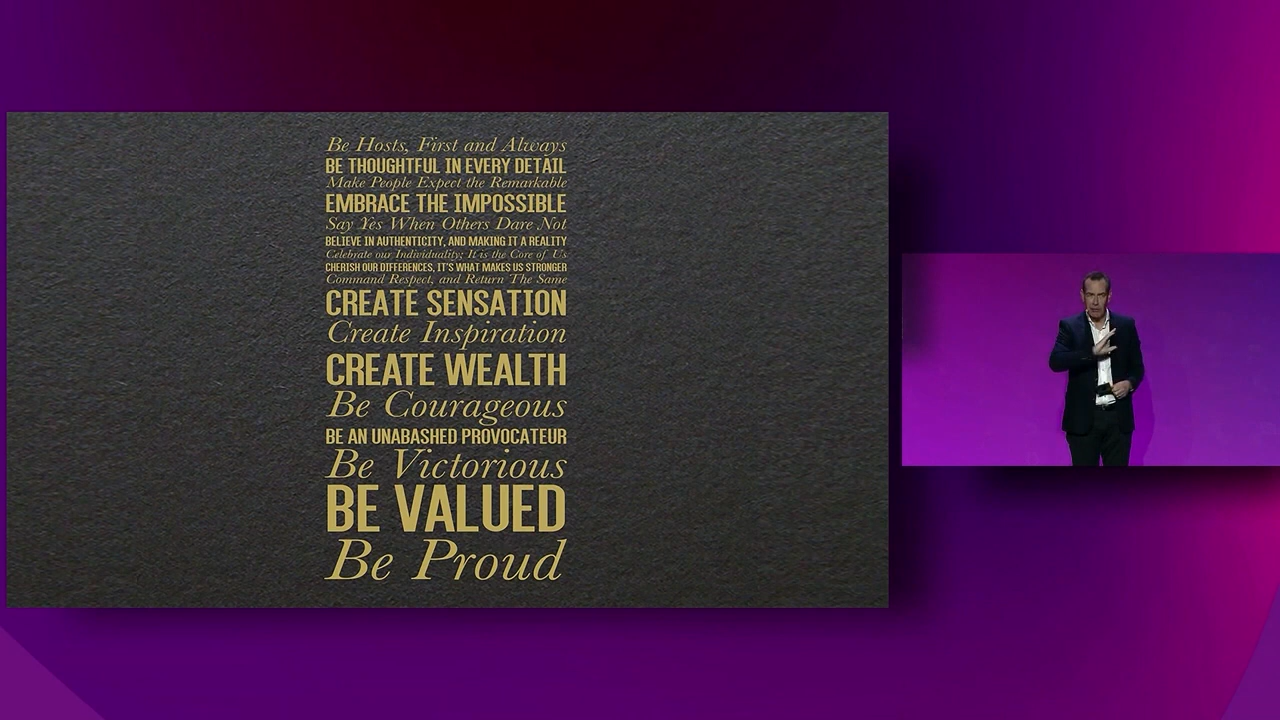 Be Hosts, First and Always
BE THOUGHTFUL IN EVERY DETAIL
Make People Expect the Remarkable
EMBRACE THE IMPOSSIBLE
Say Yes When Others Dare Not
BELIEVE IN AUTHENTICITY, AND MAKING IT A REALITY
Celebrate our Individuality; It is the Core of Us
CHERISH OUR DIFFERENCES, IT'S WHAT MAKES US STRONGER
Command Respect, and Return The Same
CREATE SENSATION
Create Inspiration
CREATE WEALTH
Be Courageous
BE AN UNABASHED PROVOCATEUR
Be Victorious
BE VALUED
Be Proud